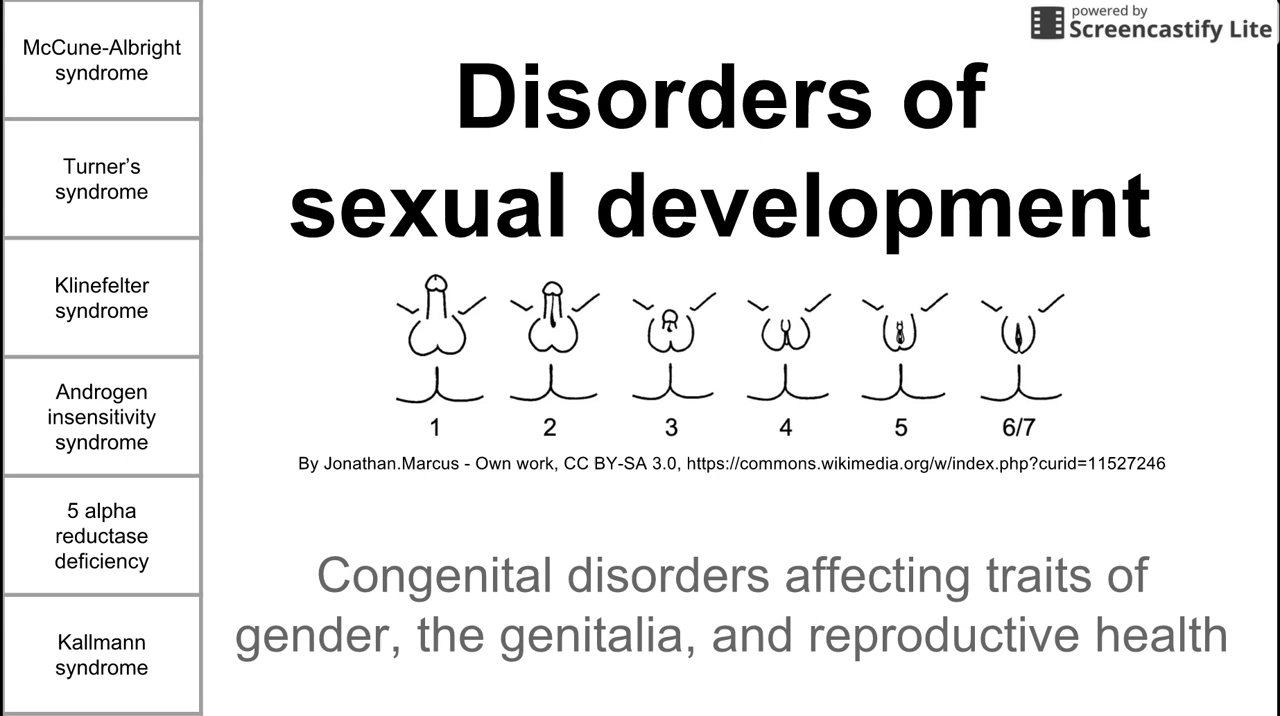 McCune-Albright
syndrome
Turner’s
syndrome
Klinefelter
syndrome
Androgen
insensitivity
syndrome
5 alpha
reductase
deficiency
Kallmann
syndrome
powered by
Screencastify Lite
Disorders of
sexual development
1 2 3 4 5 6/7
By Jonathan.Marcus - Own work, CC BY-SA 3.0, https://commons.wikimedia.org/w/index.php?curid=11527246
Congenital disorders affecting traits of
gender, the genitalia, and reproductive health